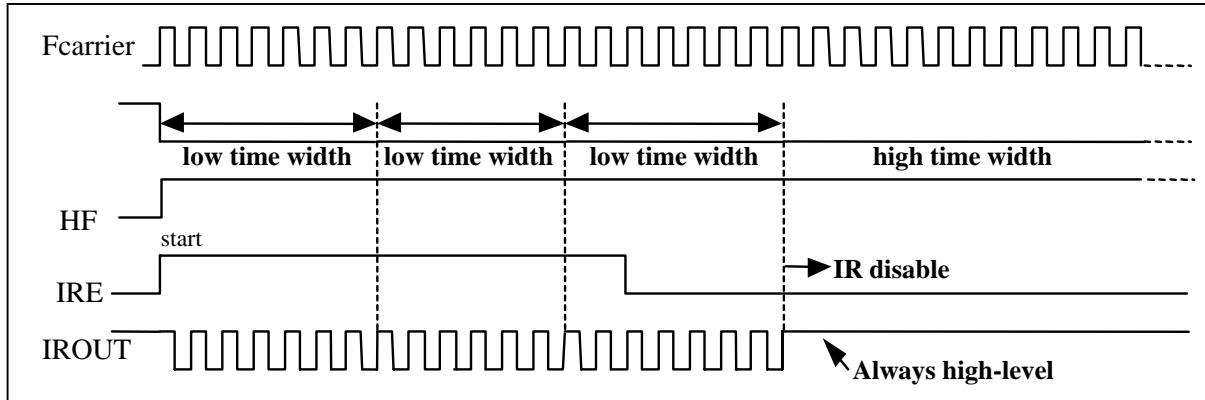 Fcarrier
low time width low time width low time width high time width
HF
start
IRE
IR disable
IROUT
Always high-level